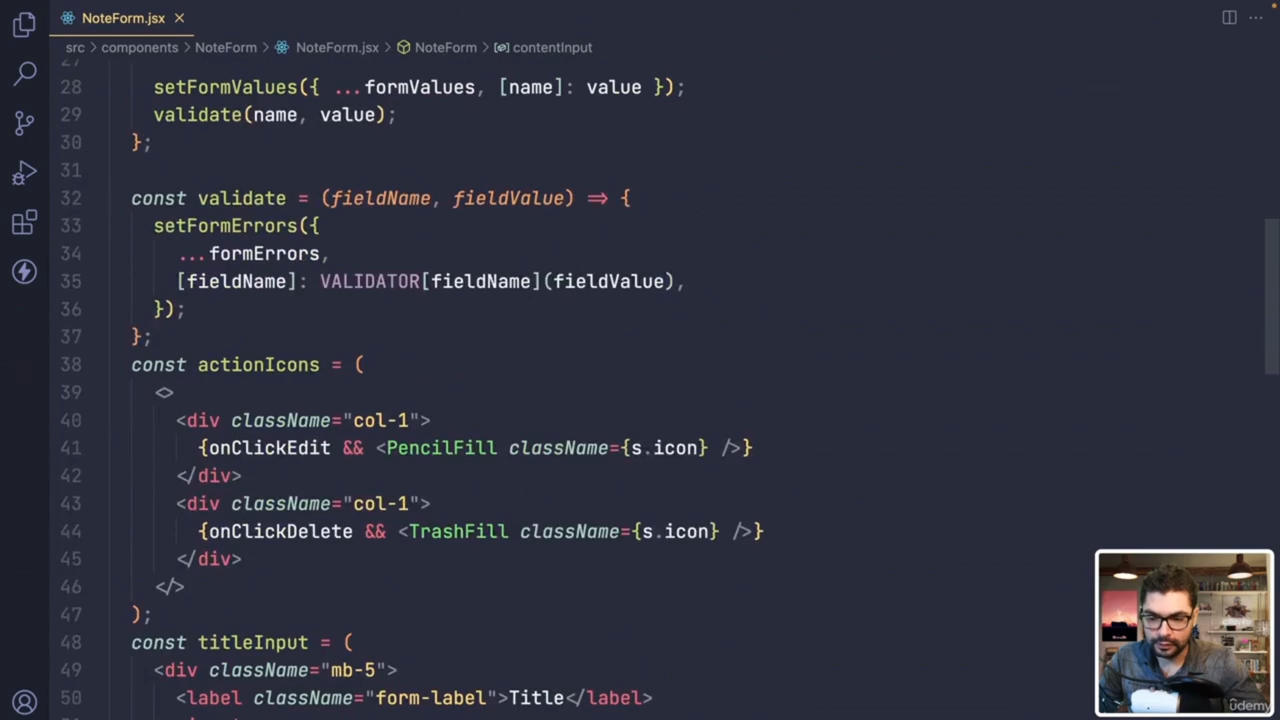 NoteForm.jsx
src > components > NoteForm > NoteForm.jsx > NoteForm > contentInput
27
28 setFormValues({ ...formValues, [name]: value });
29 validate(name, value);
30 };
31
32 const validate = (fieldName, fieldValue) => {
33 setFormErrors({
34 ...formErrors,
35 [fieldName]: VALIDATOR[fieldName](fieldValue),
36 });
37 };
38 const actionIcons = (
39 <>
40 <div className="col-1">
41 {onClickEdit && <PencilFill className={s.icon} />}
42 </div>
43 <div className="col-1">
44 {onClickDelete && <TrashFill className={s.icon} />}
45 </div>
46 </>
47 );
48 const titleInput = (
49 <div className="mb-5">
50 <label className="form-label">Title</label>
udemy